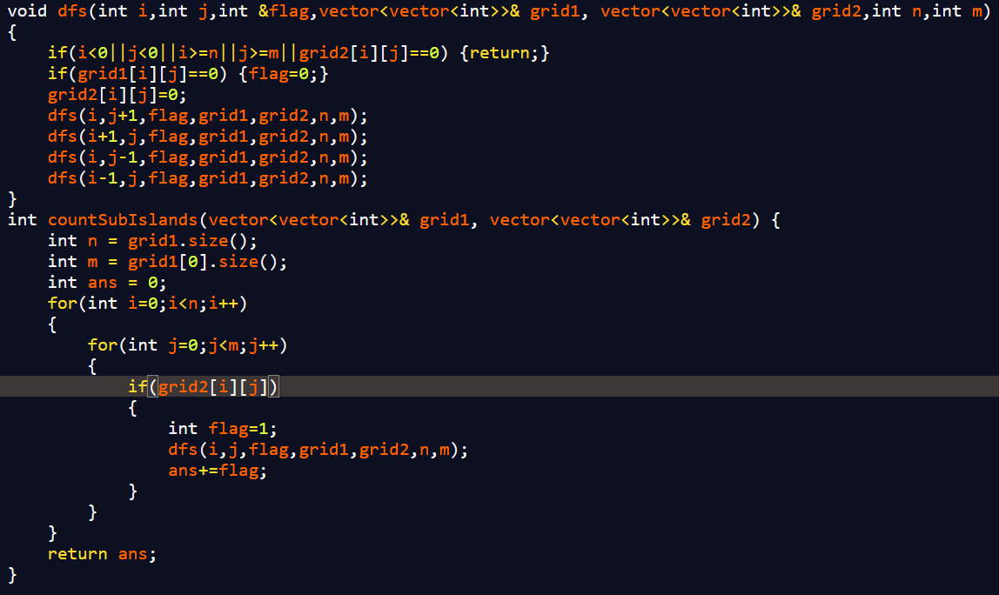 void dfs(int i,int j,int &flag,vector<vector<int>>& grid1, vector<vector<int>>& grid2,int n,int m)
{
    if(i<0||j<0||i>=n||j>=m||grid2[i][j]==0) {return;}
    if(grid1[i][j]==0) {flag=0;}
    grid2[i][j]=0;
    dfs(i,j+1,flag,grid1,grid2,n,m);
    dfs(i+1,j,flag,grid1,grid2,n,m);
    dfs(i,j-1,flag,grid1,grid2,n,m);
    dfs(i-1,j,flag,grid1,grid2,n,m);
}
int countSubIslands(vector<vector<int>>& grid1, vector<vector<int>>& grid2) {
    int n = grid1.size();
    int m = grid1[0].size();
    int ans = 0;
    for(int i=0;i<n;i++)
    {
        for(int j=0;j<m;j++)
        {
            if(grid2[i][j])
            {
                int flag=1;
                dfs(i,j,flag,grid1,grid2,n,m);
                ans+=flag;
            }
        }
    }
    return ans;
}